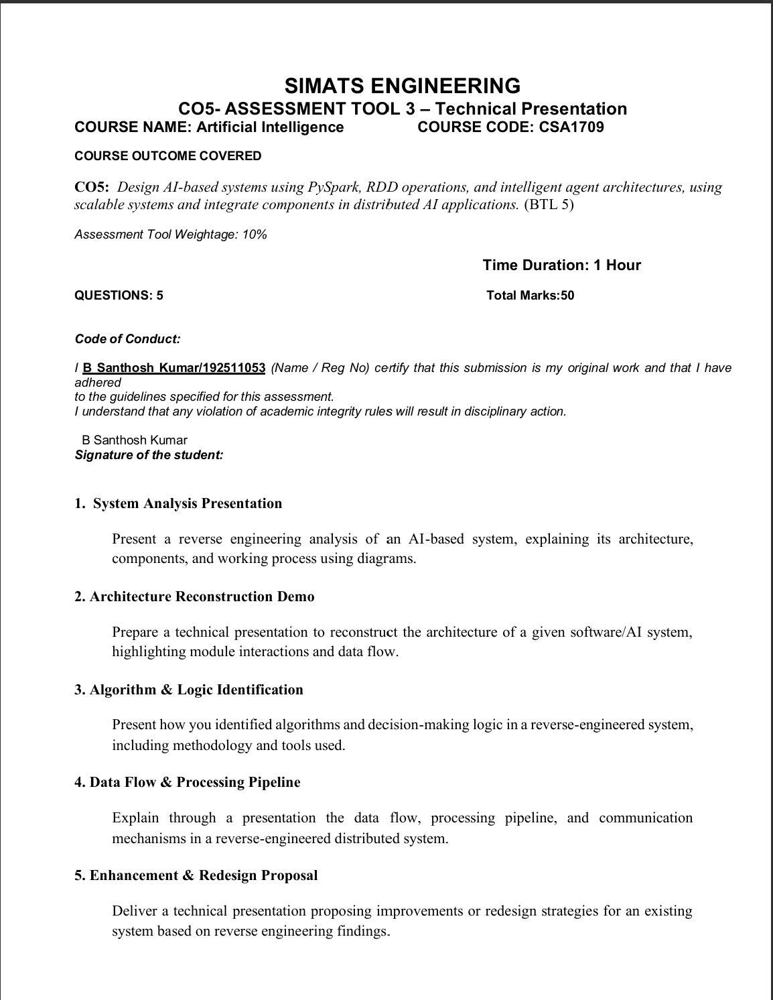 SIMATS ENGINEERING
CO5- ASSESSMENT TOOL 3 – Technical Presentation
COURSE NAME: Artificial Intelligence COURSE CODE: CSA1709
COURSE OUTCOME COVERED
CO5: Design AI-based systems using PySpark, RDD operations, and intelligent agent architectures, using
scalable systems and integrate components in distributed AI applications. (BTL 5)
Assessment Tool Weightage: 10%
Time Duration: 1 Hour
QUESTIONS: 5 Total Marks:50
Code of Conduct:
I B Santhosh Kumar/192511053 (Name / Reg No) certify that this submission is my original work and that I have
adhered
to the guidelines specified for this assessment.
I understand that any violation of academic integrity rules will result in disciplinary action.
B Santhosh Kumar
Signature of the student:
1. System Analysis Presentation
Present a reverse engineering analysis of an AI-based system, explaining its architecture,
components, and working process using diagrams.
2. Architecture Reconstruction Demo
Prepare a technical presentation to reconstruct the architecture of a given software/AI system,
highlighting module interactions and data flow.
3. Algorithm & Logic Identification
Present how you identified algorithms and decision-making logic in a reverse-engineered system,
including methodology and tools used.
4. Data Flow & Processing Pipeline
Explain through a presentation the data flow, processing pipeline, and communication
mechanisms in a reverse-engineered distributed system.
5. Enhancement & Redesign Proposal
Deliver a technical presentation proposing improvements or redesign strategies for an existing
system based on reverse engineering findings.